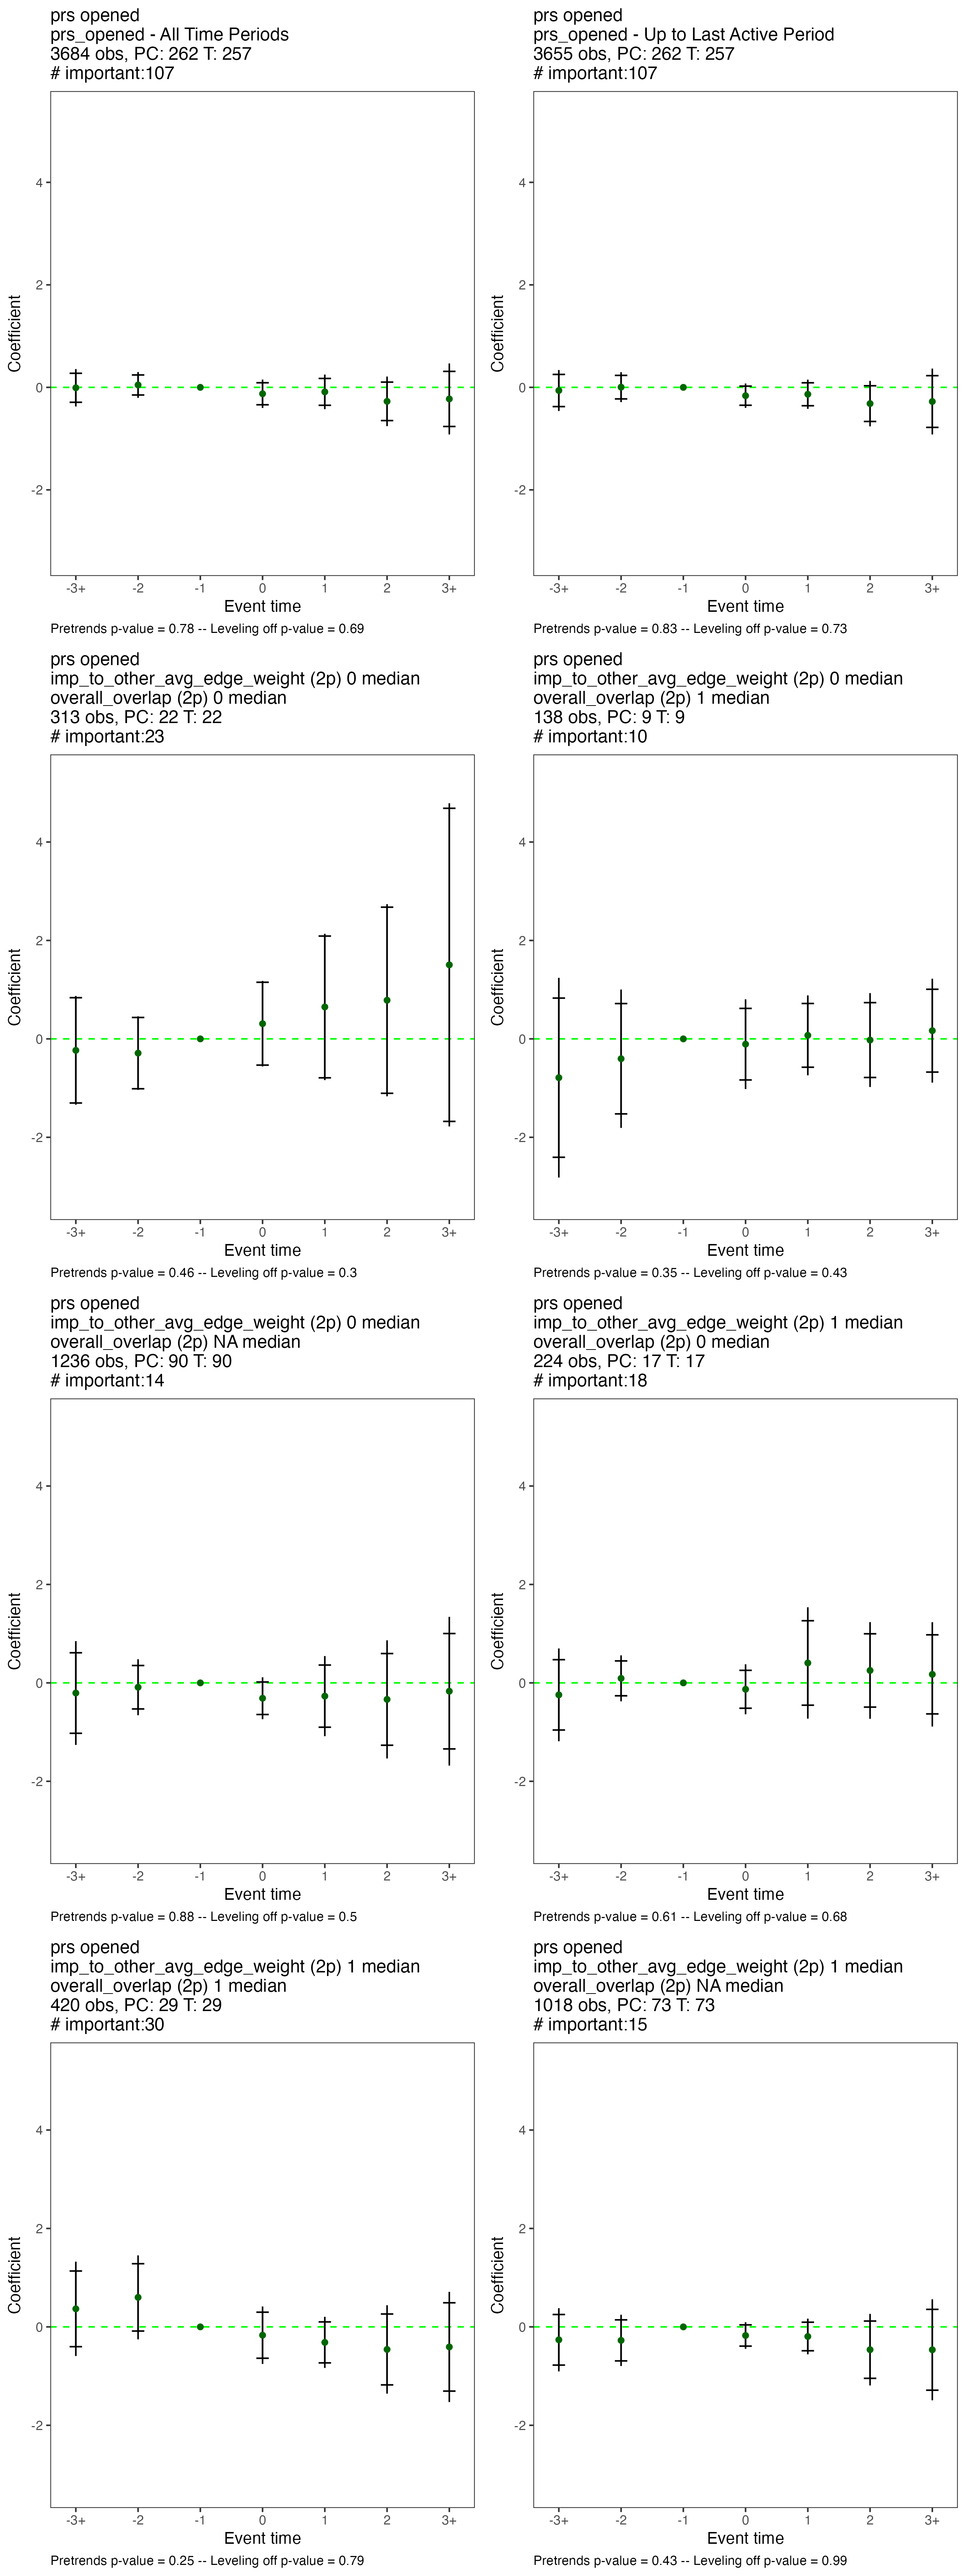 prs opened
prs_opened - All Time Periods
3684 obs, PC: 262 T: 257
# important:107
Coefficient
4
2
0
-2
-3+
-2
-1
0
1
2
3+
Event time
Pretrends p-value = 0.78 -- Leveling off p-value = 0.69
prs opened
prs_opened - Up to Last Active Period
3655 obs, PC: 262 T: 257
# important:107
Coefficient
4
2
0
-2
-3+
-2
-1
0
1
2
3+
Event time
Pretrends p-value = 0.83 -- Leveling off p-value = 0.73
prs opened
imp_to_other_avg_edge_weight (2p) 0 median
overall_overlap (2p) 0 median
313 obs, PC: 22 T: 22
# important:23
Coefficient
4
2
0
-2
-3+
-2
-1
0
1
2
3+
Event time
Pretrends p-value = 0.46 -- Leveling off p-value = 0.3
prs opened
imp_to_other_avg_edge_weight (2p) 0 median
overall_overlap (2p) 1 median
138 obs, PC: 9 T: 9
# important:10
Coefficient
4
2
0
-2
-3+
-2
-1
0
1
2
3+
Event time
Pretrends p-value = 0.35 -- Leveling off p-value = 0.43
prs opened
imp_to_other_avg_edge_weight (2p) 0 median
overall_overlap (2p) NA median
1236 obs, PC: 90 T: 90
# important:14
Coefficient
4
2
0
-2
-3+
-2
-1
0
1
2
3+
Event time
Pretrends p-value = 0.88 -- Leveling off p-value = 0.5
prs opened
imp_to_other_avg_edge_weight (2p) 1 median
overall_overlap (2p) 0 median
224 obs, PC: 17 T: 17
# important:18
Coefficient
4
2
0
-2
-3+
-2
-1
0
1
2
3+
Event time
Pretrends p-value = 0.61 -- Leveling off p-value = 0.68
prs opened
imp_to_other_avg_edge_weight (2p) 1 median
overall_overlap (2p) 1 median
420 obs, PC: 29 T: 29
# important:30
Coefficient
4
2
0
-2
-3+
-2
-1
0
1
2
3+
Event time
Pretrends p-value = 0.25 -- Leveling off p-value = 0.79
prs opened
imp_to_other_avg_edge_weight (2p) 1 median
overall_overlap (2p) NA median
1018 obs, PC: 73 T: 73
# important:15
Coefficient
4
2
0
-2
-3+
-2
-1
0
1
2
3+
Event time
Pretrends p-value = 0.43 -- Leveling off p-value = 0.99